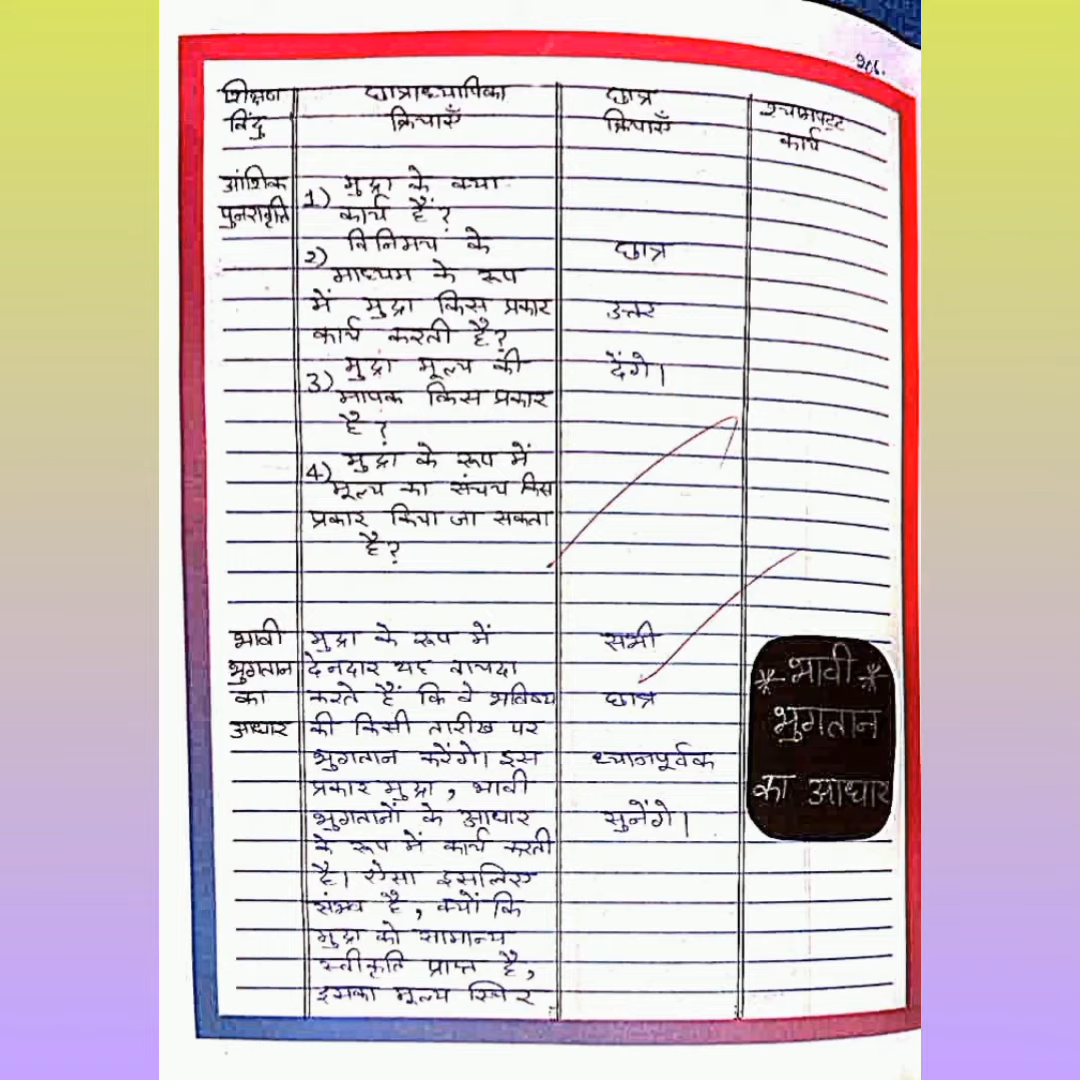 206.
शिक्षण बिंदु
छात्राध्यापिका क्रियाएँ
छात्र क्रियाएँ
श्यामपट्ट कार्य
आंशिक
पुनरावृति
1) मुद्रा के क्या
कार्य हैं?
2) विनिमय के
माध्यम के रूप
में मुद्रा किस प्रकार
कार्य करती है?
3) मुद्रा मूल्य की
मापक किस प्रकार
है?
4) मुद्रा के रूप में
मूल्य का संचय किस
प्रकार किया जा सकता
है?
छात्र
उत्तर
देंगे।
भावी
भुगतान
का
आधार
मुद्रा के रूप में
देनदार यह वायदा
करते हैं कि वे भविष्य
की किसी तारीख पर
भुगतान करेंगे। इस
प्रकार मुद्रा, भावी
भुगतानों के आधार
के रूप में कार्य करती
है। ऐसा इसलिए
संभव है, क्यों कि
मुद्रा को सामान्य
स्वीकृति प्राप्त है,
इसका मूल्य स्थिर
सभी
छात्र
ध्यानपूर्वक
सुनेंगे।
भावी
भुगतान
का आधार